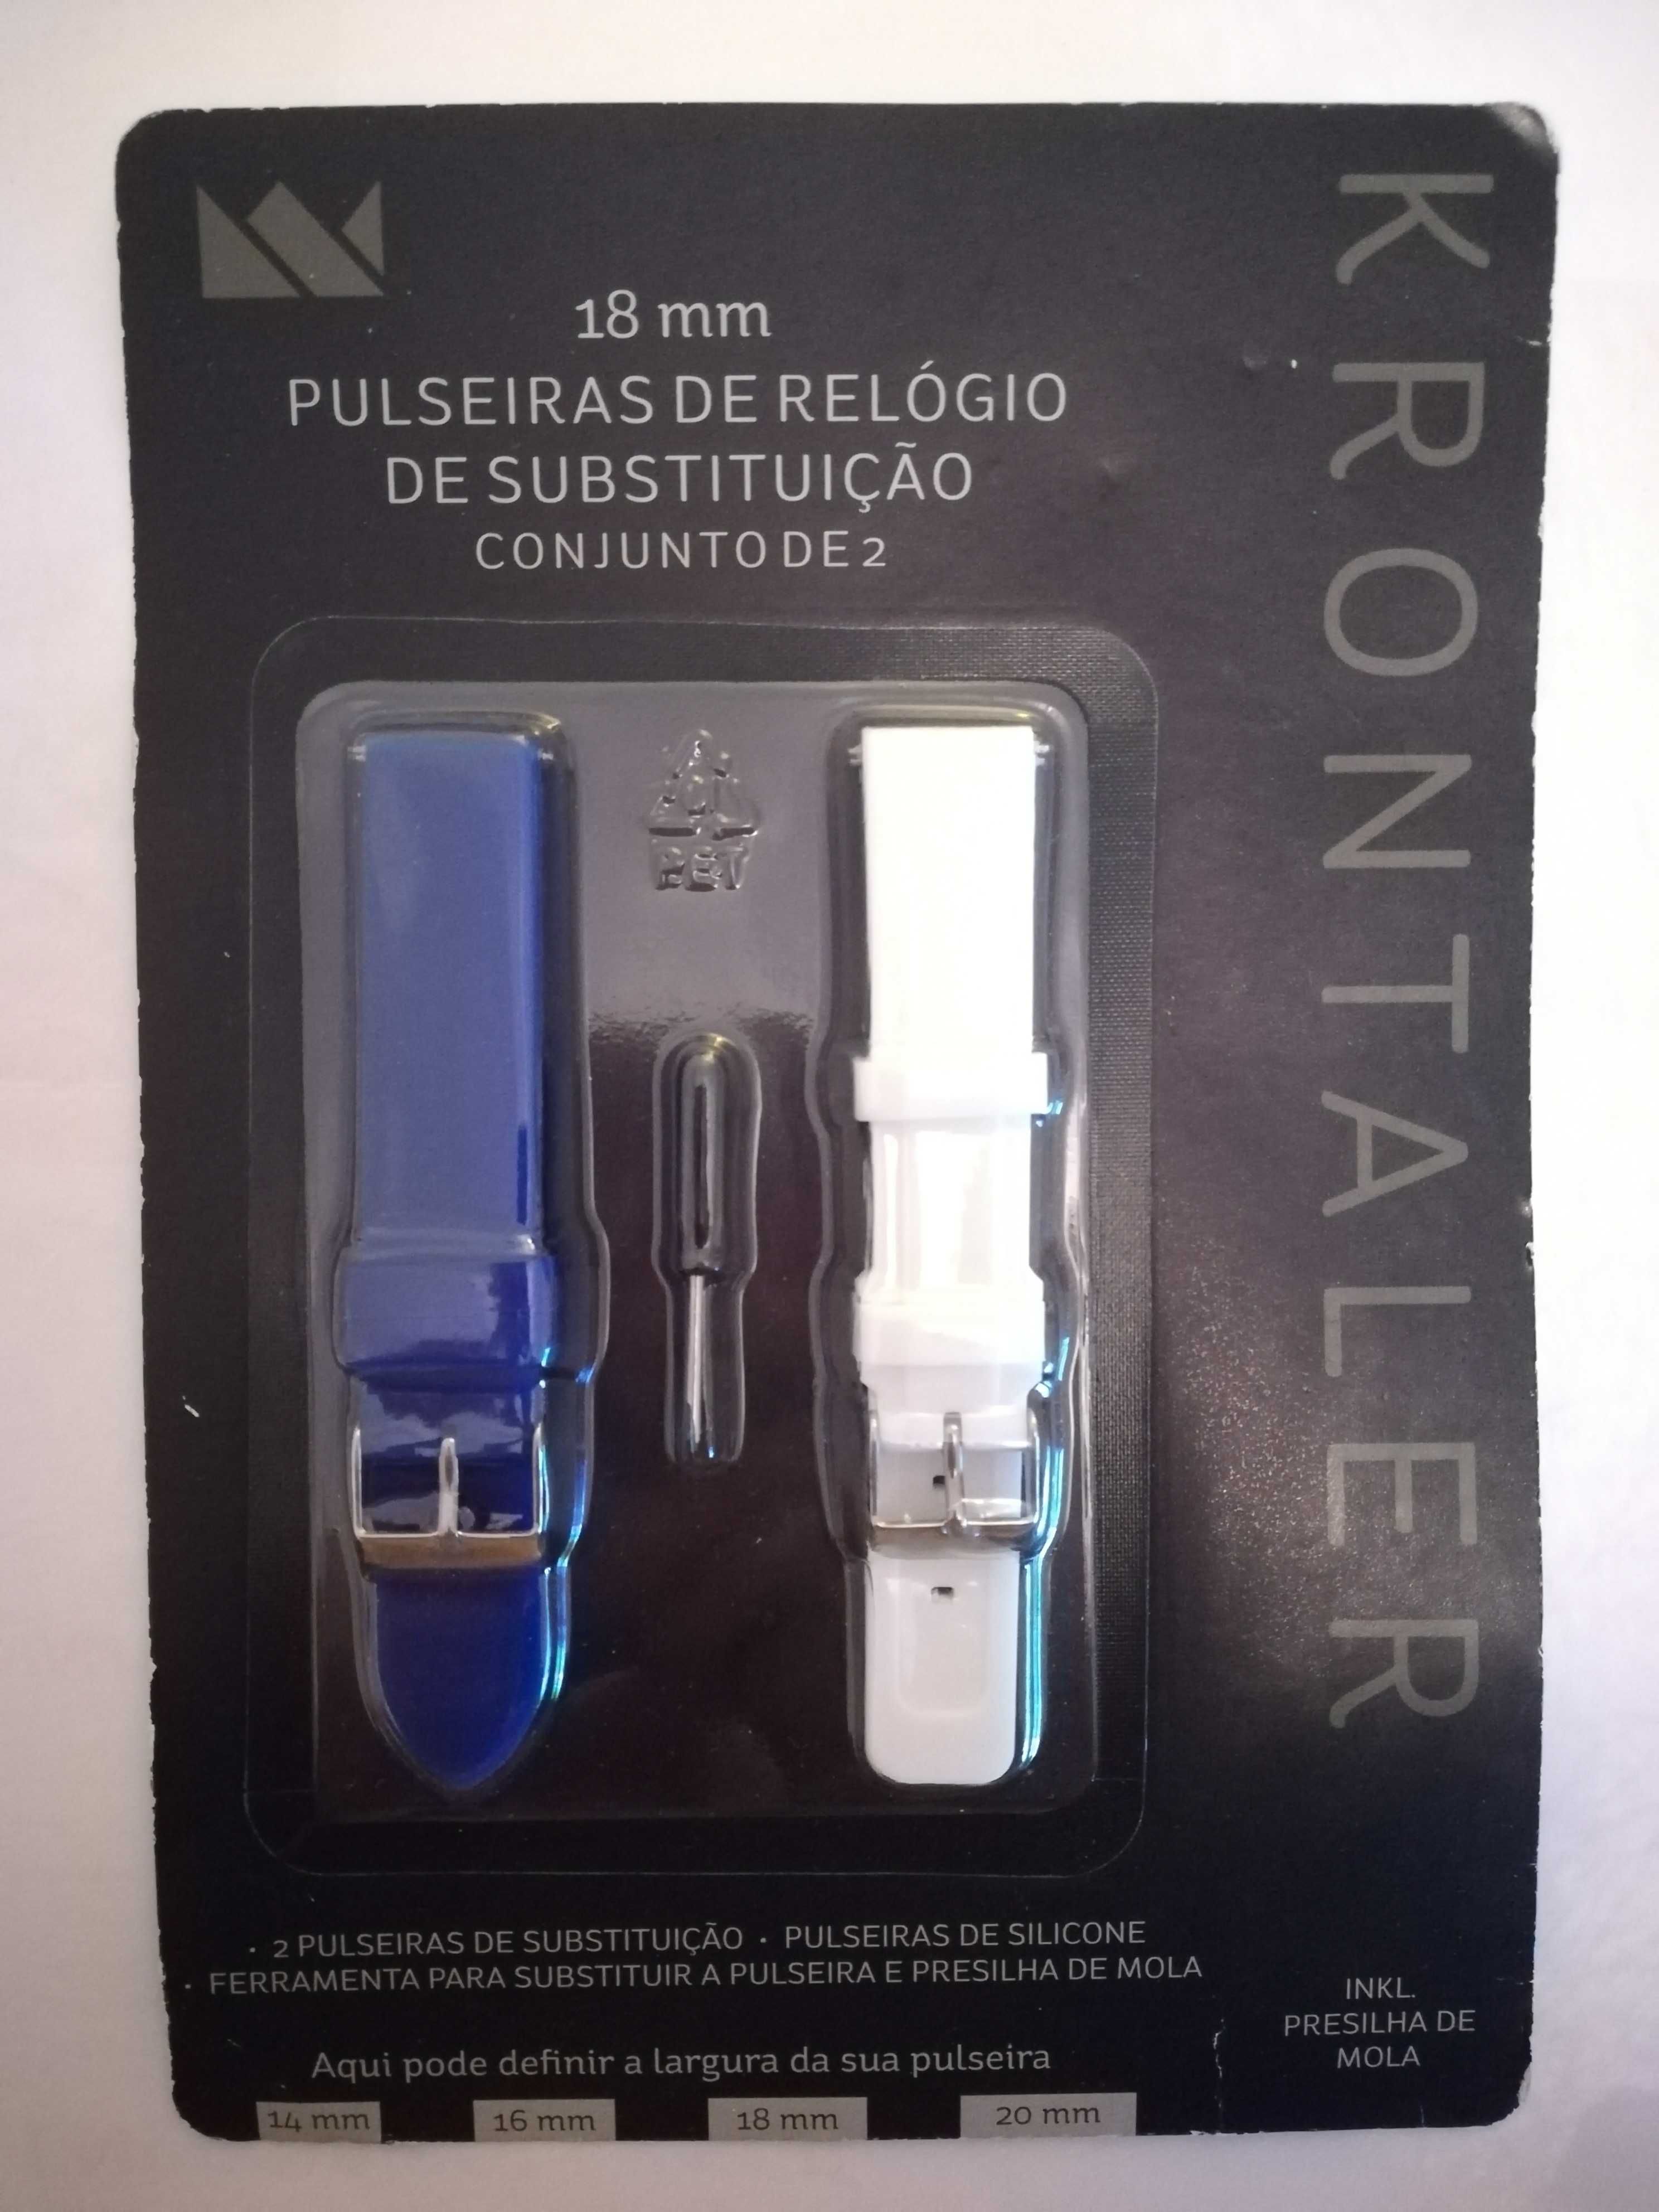 18 mm
PULSEIRAS DE RELÓGIO
DE SUBSTITUIÇÃO
CONJUNTO DE 2
KRONTALER
PET
· 2 PULSEIRAS DE SUBSTITUIÇÃO · PULSEIRAS DE SILICONE
· FERRAMENTA PARA SUBSTITUIR A PULSEIRA E PRESILHA DE MOLA
INKL.
PRESILHA DE
MOLA
Aqui pode definir a largura da sua pulseira
14 mm 16 mm 18 mm 20 mm